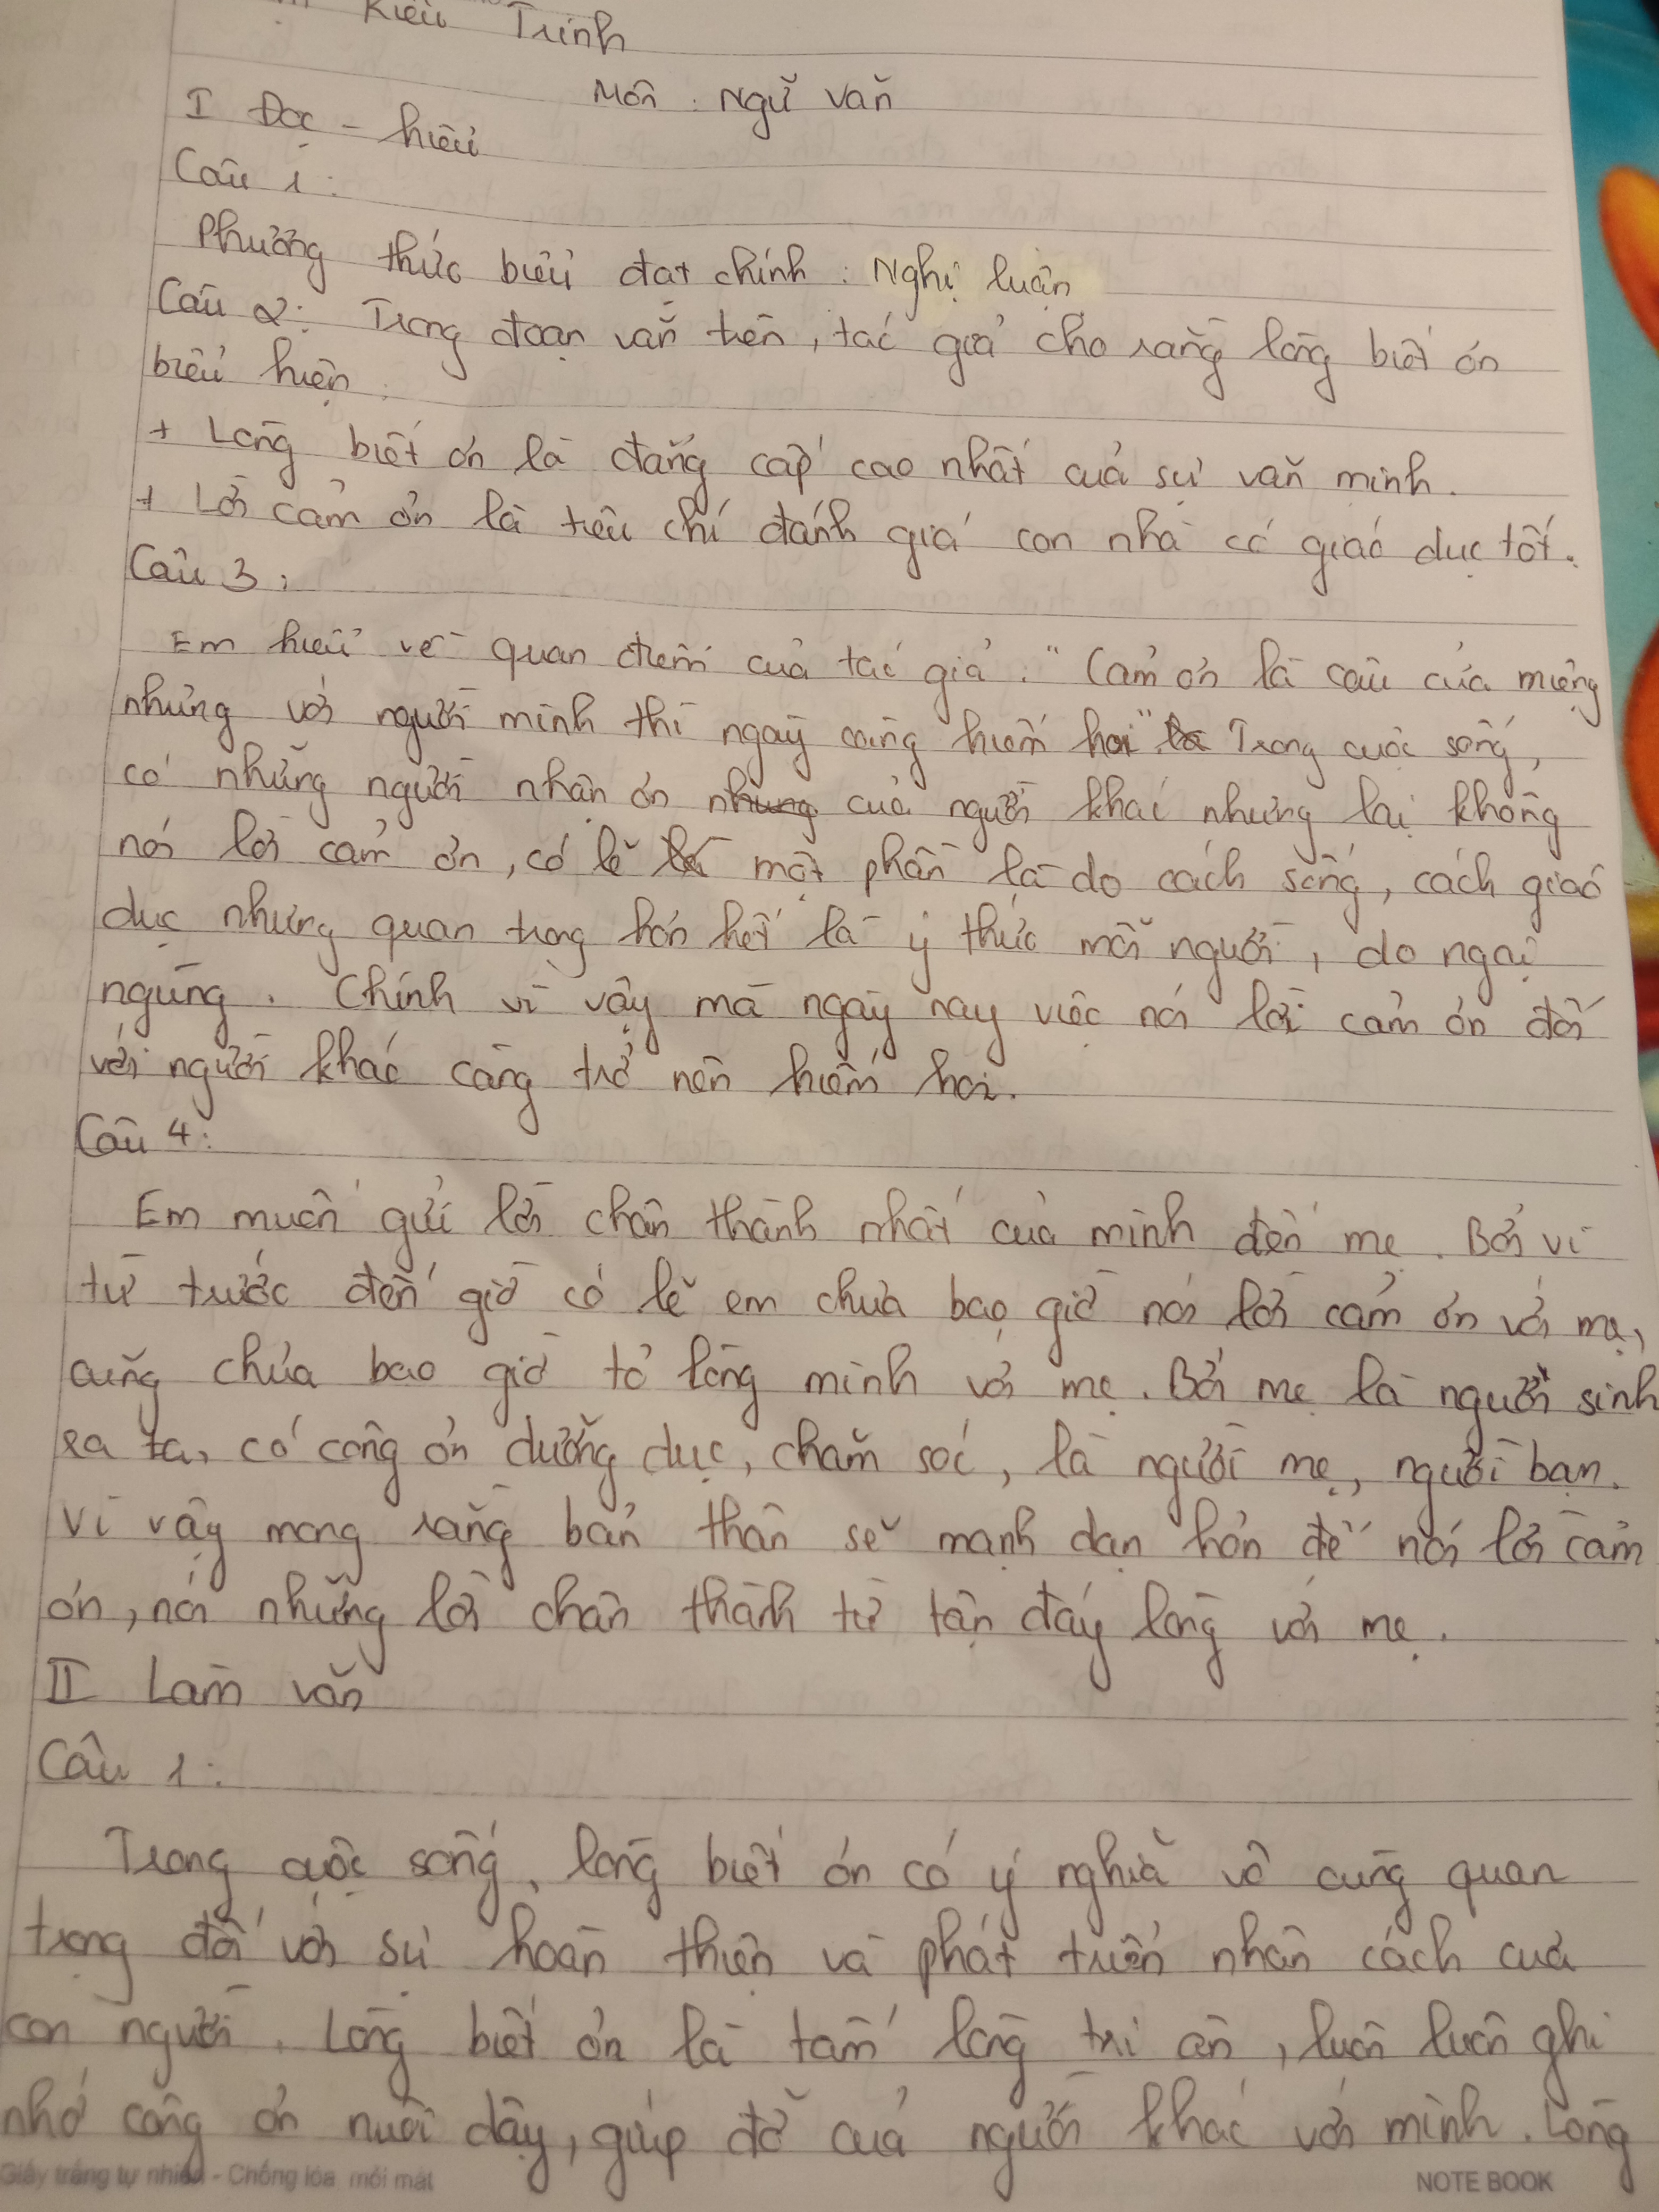 Kiều Trinh
Môn : Ngữ văn
I Đọc - hiểu
Câu 1 :
Phương thức biểu đạt chính : Nghị luận
Câu 2 : Trong đoạn văn trên, tác giả cho rằng lòng biết ơn
biểu hiện :
+ Lòng biết ơn là đẳng cấp cao nhất của sự văn minh.
+ Lời cảm ơn là tiêu chí đánh giá con nhà có giáo dục tốt.
Câu 3 :
Em hiểu về quan điểm của tác giả : " Cảm ơn là câu cửa miệng
nhưng với người mình thì ngày càng hiếm hoi" Trong cuộc sống,
có những người nhận ơn nhưng của người khác nhưng lại không
nói lời cảm ơn, có lẽ một phần là do cách sống, cách giáo
dục nhưng quan trọng hơn hết là ý thức mỗi người, do ngại
ngùng. Chính vì vậy mà ngày nay việc nói lời cảm ơn đối
với người khác càng trở nên hiếm hoi.
Câu 4 :
Em muốn gửi lời chân thành nhất của mình đến mẹ. Bởi vì
từ trước đến giờ có lẽ em chưa bao giờ nói lời cảm ơn với mẹ,
cũng chưa bao giờ tỏ lòng mình với mẹ. Bởi mẹ là người sinh
ra ta, có công ơn dưỡng dục, chăm sóc, là người mẹ, người bạn.
Vì vậy mong rằng bản thân sẽ mạnh dạn hơn để nói lời cảm
ơn, nói những lời chân thành từ tận đáy lòng với mẹ.
II Làm văn
Câu 1 :
Trong cuộc sống, lòng biết ơn có ý nghĩa vô cùng quan
trọng đối với sự hoàn thiện và phát triển nhân cách của
con người. Lòng biết ơn là tấm lòng tri ân, luôn luôn ghi
nhớ công ơn nuôi dậy, giúp đỡ của người khác với mình. Lòng
Giấy trắng tự nhiên - Chống lóa mỏi mắt NOTE BOOK